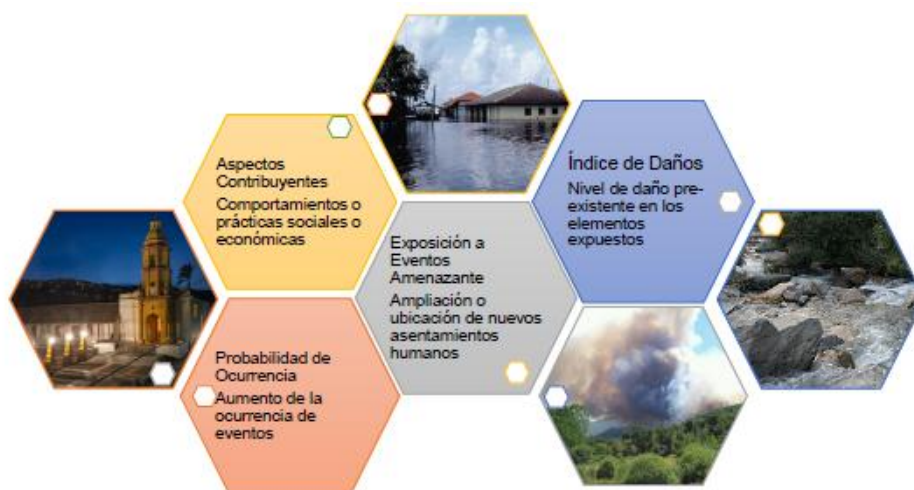 Aspectos
Contribuyentes
Comportamientos o
prácticas sociales o
económicas
Índice de Daños
Nivel de daño pre-
existente en los
elementos
expuestos
Exposición a
Eventos
Amenazante
Ampliación o
ubicación de nuevos
asentamientos
humanos
Probabilidad de
Ocurrencia
Aumento de la
ocurrencia de
eventos